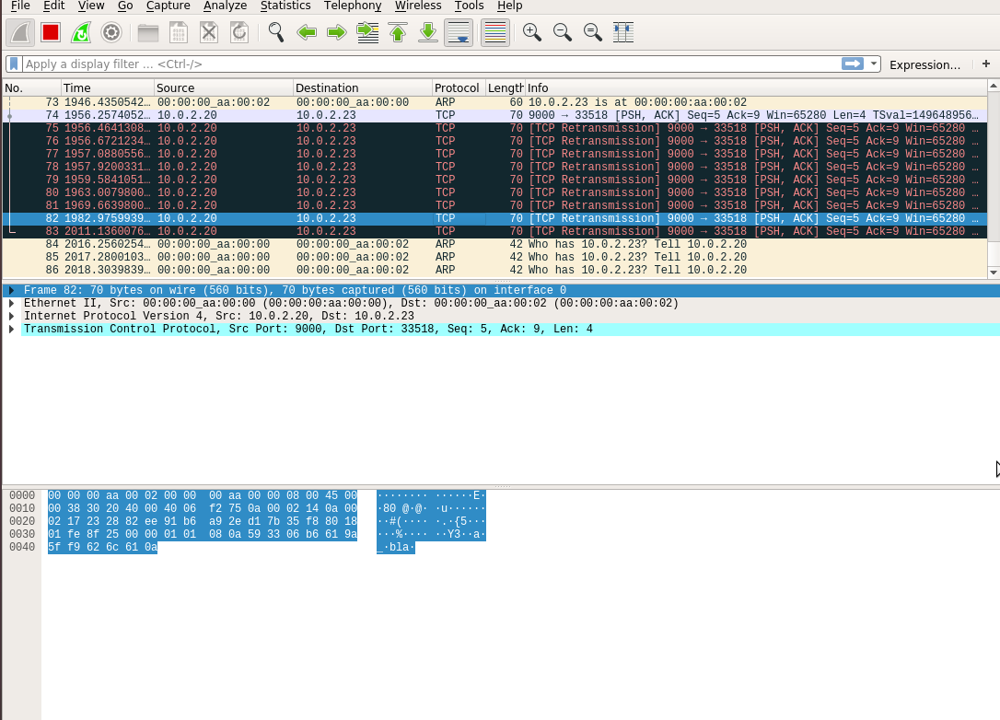 File Edit View Go Capture Analyze Statistics Telephony Wireless Tools Help
Apply a display filter … <Ctrl-/> Expression… +
No. Time Source Destination Protocol Length Info
73 1946.4350542… 00:00:00_aa:00:02 00:00:00_aa:00:00 ARP 60 10.0.2.23 is at 00:00:00:aa:00:02
74 1956.2574052… 10.0.2.20 10.0.2.23 TCP 70 9000 → 33518 [PSH, ACK] Seq=5 Ack=9 Win=65280 Len=4 TSval=149648956…
75 1956.4641308… 10.0.2.20 10.0.2.23 TCP 70 [TCP Retransmission] 9000 → 33518 [PSH, ACK] Seq=5 Ack=9 Win=65280 …
76 1956.6721234… 10.0.2.20 10.0.2.23 TCP 70 [TCP Retransmission] 9000 → 33518 [PSH, ACK] Seq=5 Ack=9 Win=65280 …
77 1957.0880556… 10.0.2.20 10.0.2.23 TCP 70 [TCP Retransmission] 9000 → 33518 [PSH, ACK] Seq=5 Ack=9 Win=65280 …
78 1957.9200331… 10.0.2.20 10.0.2.23 TCP 70 [TCP Retransmission] 9000 → 33518 [PSH, ACK] Seq=5 Ack=9 Win=65280 …
79 1959.5841051… 10.0.2.20 10.0.2.23 TCP 70 [TCP Retransmission] 9000 → 33518 [PSH, ACK] Seq=5 Ack=9 Win=65280 …
80 1963.0079800… 10.0.2.20 10.0.2.23 TCP 70 [TCP Retransmission] 9000 → 33518 [PSH, ACK] Seq=5 Ack=9 Win=65280 …
81 1969.6639800… 10.0.2.20 10.0.2.23 TCP 70 [TCP Retransmission] 9000 → 33518 [PSH, ACK] Seq=5 Ack=9 Win=65280 …
82 1982.9759939… 10.0.2.20 10.0.2.23 TCP 70 [TCP Retransmission] 9000 → 33518 [PSH, ACK] Seq=5 Ack=9 Win=65280 …
83 2011.1360076… 10.0.2.20 10.0.2.23 TCP 70 [TCP Retransmission] 9000 → 33518 [PSH, ACK] Seq=5 Ack=9 Win=65280 …
84 2016.2560254… 00:00:00_aa:00:00 00:00:00_aa:00:02 ARP 42 Who has 10.0.2.23? Tell 10.0.2.20
85 2017.2800103… 00:00:00_aa:00:00 00:00:00_aa:00:02 ARP 42 Who has 10.0.2.23? Tell 10.0.2.20
86 2018.3039839… 00:00:00_aa:00:00 00:00:00_aa:00:02 ARP 42 Who has 10.0.2.23? Tell 10.0.2.20
Frame 82: 70 bytes on wire (560 bits), 70 bytes captured (560 bits) on interface 0
Ethernet II, Src: 00:00:00_aa:00:00 (00:00:00:aa:00:00), Dst: 00:00:00_aa:00:02 (00:00:00:aa:00:02)
Internet Protocol Version 4, Src: 10.0.2.20, Dst: 10.0.2.23
Transmission Control Protocol, Src Port: 9000, Dst Port: 33518, Seq: 5, Ack: 9, Len: 4
0000 00 00 00 aa 00 02 00 00 00 aa 00 00 08 00 45 00 ········ ······E·
0010 00 38 30 20 40 00 40 06 f2 75 0a 00 02 14 0a 00 ·80 @·@· ·u······
0020 02 17 23 28 82 ee 91 b6 a9 2e d1 7b 35 f8 80 18 ··#(···· ·.·{5···
0030 01 fe 8f 25 00 00 01 01 08 0a 59 33 06 b6 61 9a ···%···· ··Y3··a·
0040 5f f9 62 6c 61 0a _·bla·